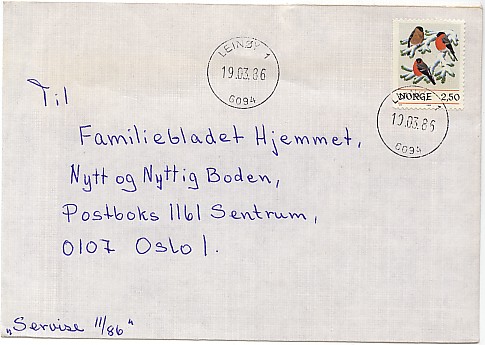 LEINØY 1
19.03.86
6094
NORGE 2,50
19.03.86
6094
Til
Familiebladet Hjemmet,
Nytt og Nyttig Boden,
Postboks 1161 Sentrum,
0107 Oslo 1.
„Servise 11/86"